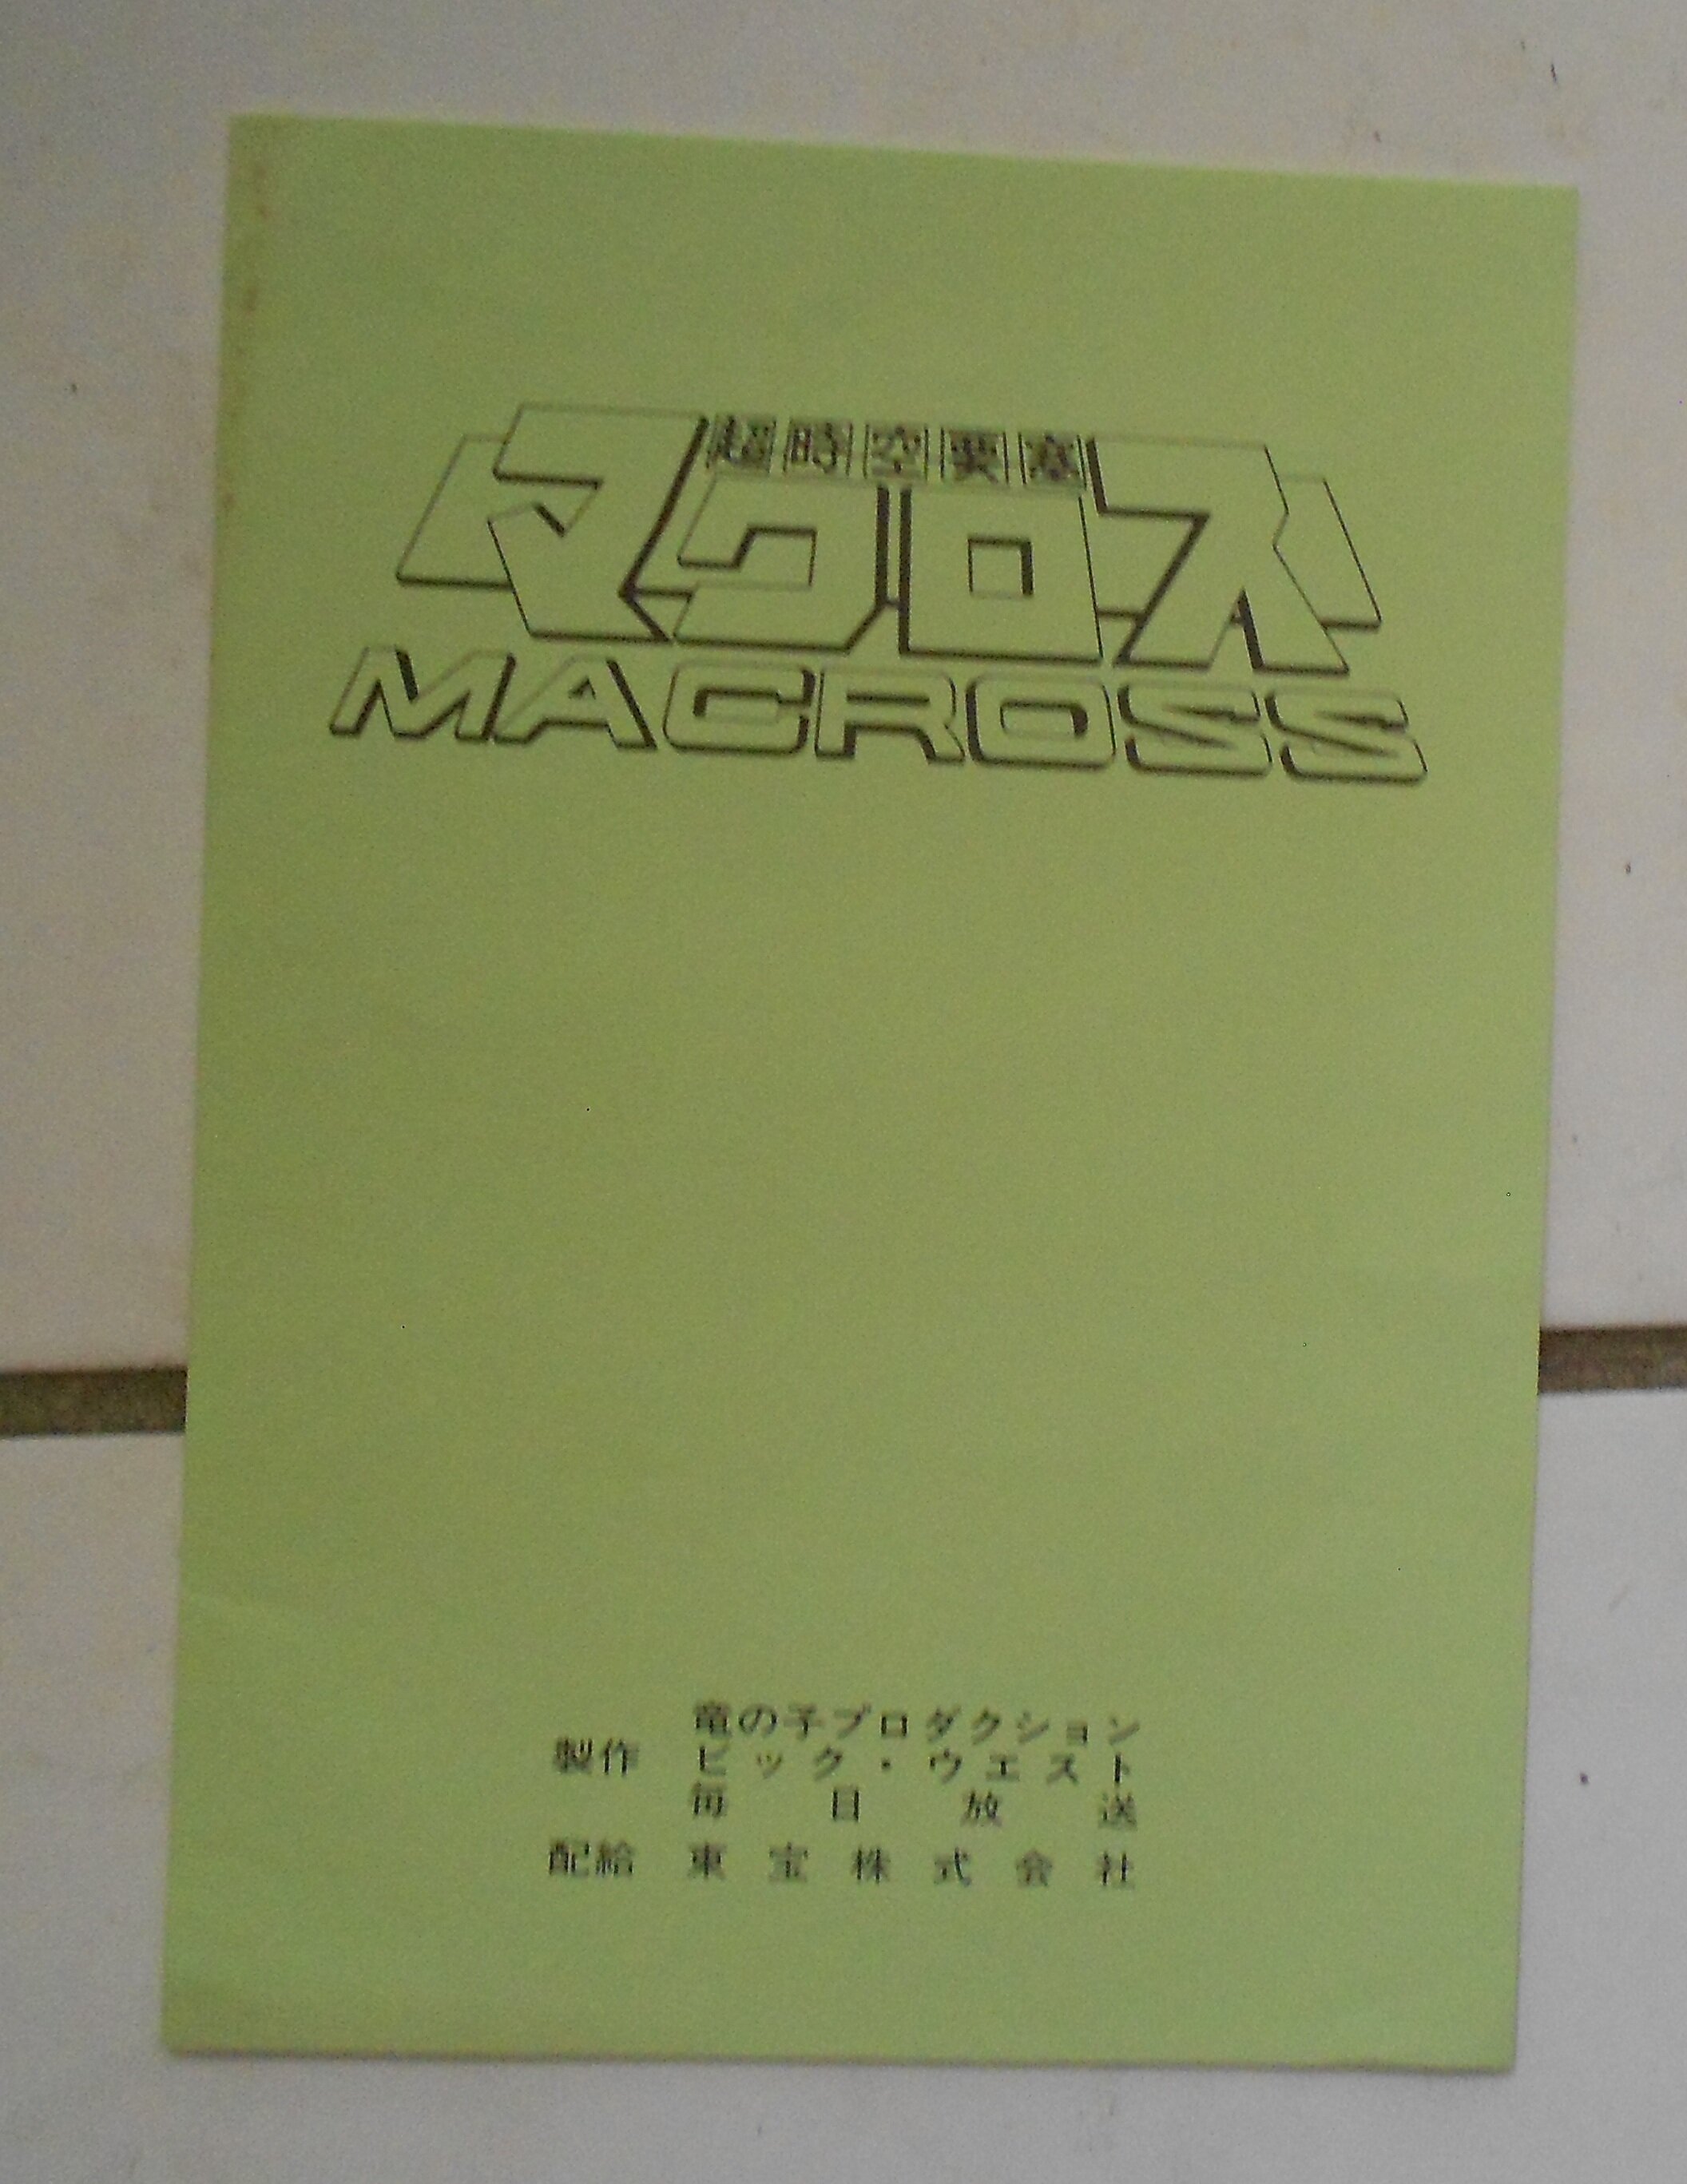 超時空要塞
マクロス
MACROSS
竜の子プロダクション
製作 ビック・ウエスト
毎日放送
配給 東宝株式会社